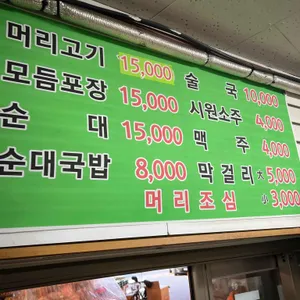 머리고기 15,000 술 국 10,000
모듬포장 15,000 시원소주 4,000
순 대 15,000 맥 주 4,000
순대국밥 8,000 막걸리 大 5,000
머리조심 小 3,000